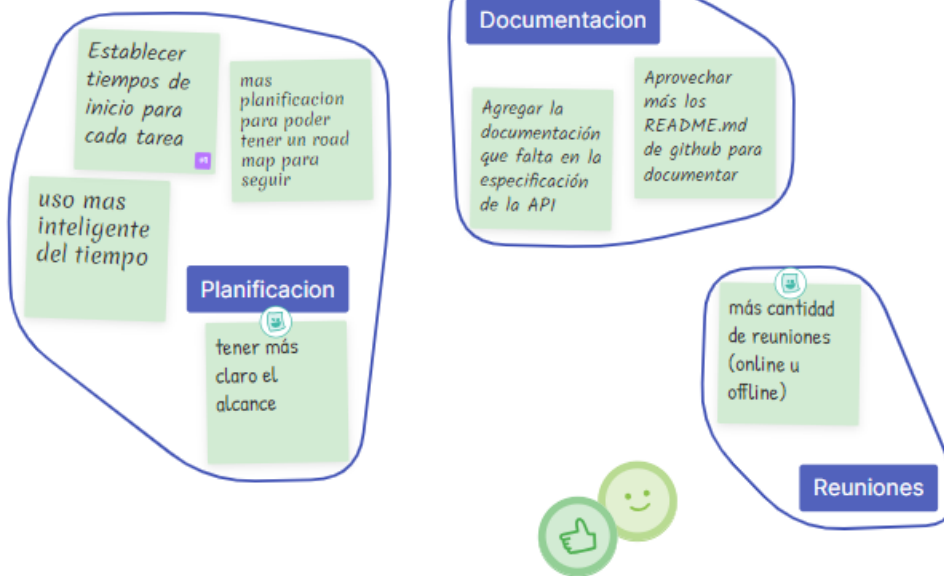 Establecer
tiempos de
inicio para
cada tarea
mas
planificacion
para poder
tener un road
map para
seguir
uso mas
inteligente
del tiempo
Planificacion
tener más
claro el
alcance
Documentacion
Agregar la
documentación
que falta en la
especificación
de la API
Aprovechar
más los
README.md
de github para
documentar
más cantidad
de reuniones
(online u
offline)
Reuniones